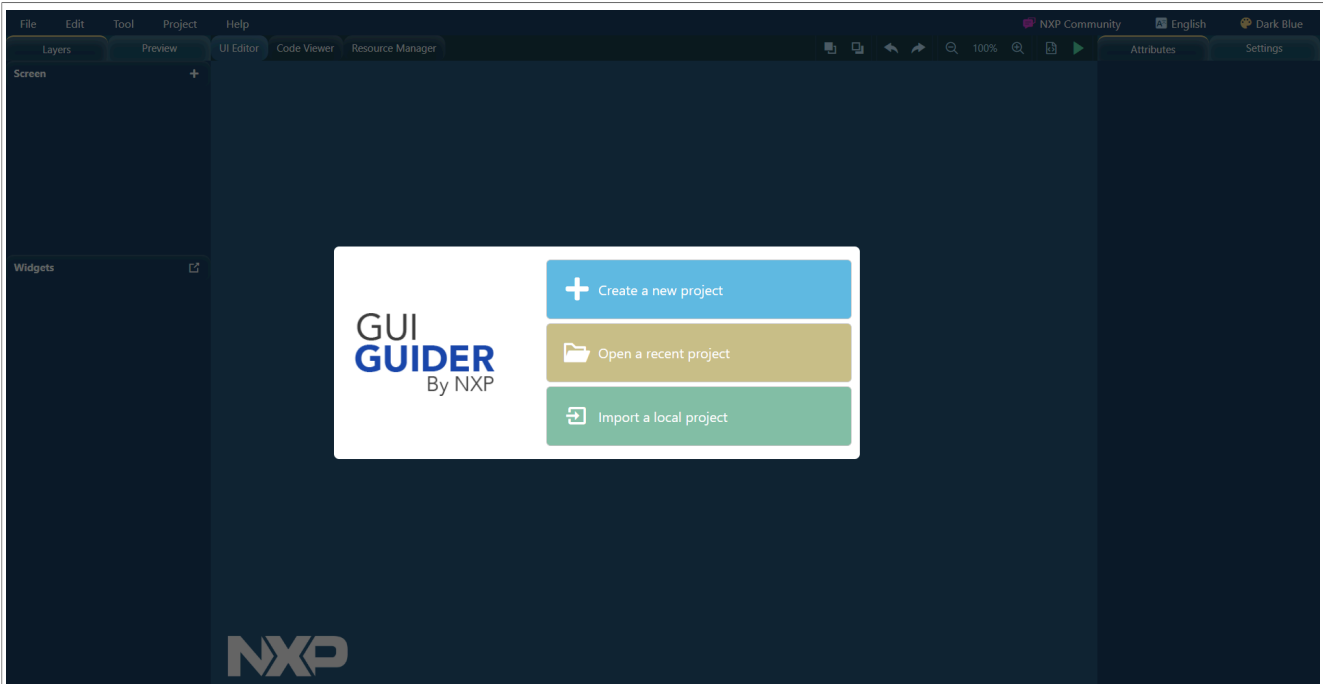 File Edit Tool Project Help NXP Community English Dark Blue
Layers Preview UI Editor Code Viewer Resource Manager 100% Attributes Settings
Screen
Widgets
GUI
GUIDER
By NXP
Create a new project
Open a recent project
Import a local project
NXP